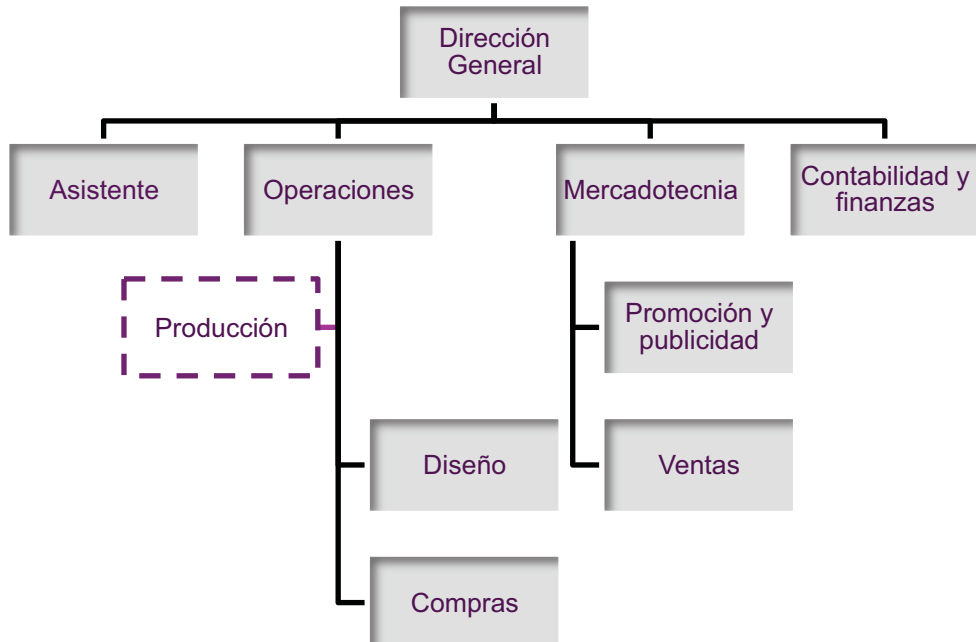 Dirección
General
Asistente
Operaciones
Mercadotecnia
Contabilidad y
finanzas
Producción
Promoción y
publicidad
Diseño
Ventas
Compras